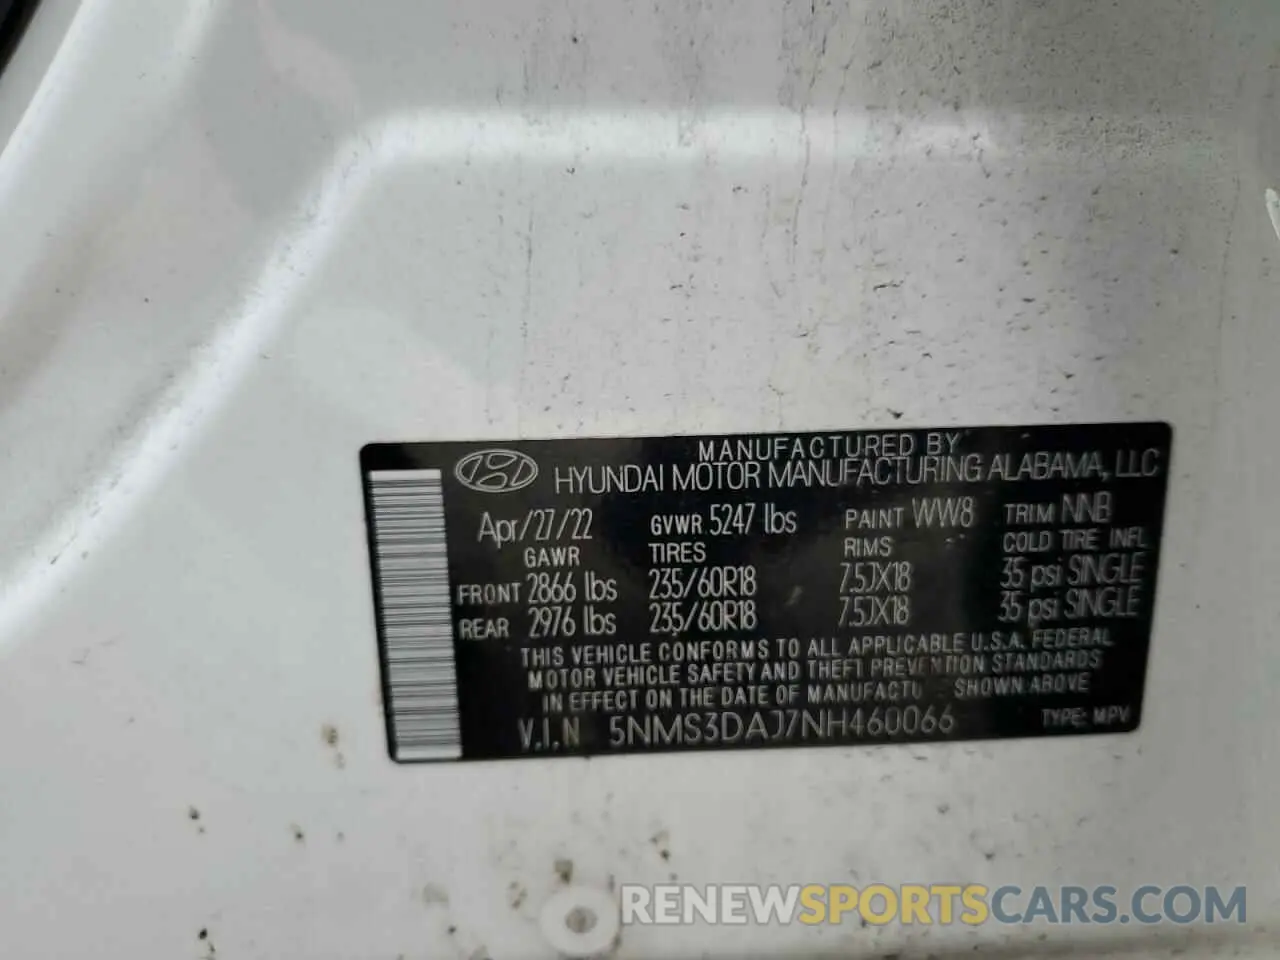 MANUFACTURED BY
HYUNDAI MOTOR MANUFACTURING ALABAMA, LLC
Apr/27/22 GVWR 5247 lbs PAINT WW8 TRIM NNB
GAWR TIRES RIMS COLD TIRE INFL
FRONT 2866 lbs 235/60R18 7.5JX18 35 psi SINGLE
REAR 2976 lbs 235/60R18 7.5JX18 35 psi SINGLE
THIS VEHICLE CONFORMS TO ALL APPLICABLE U.S.A. FEDERAL
MOTOR VEHICLE SAFETY AND THEFT PREVENTION STANDARDS
IN EFFECT ON THE DATE OF MANUFACTU SHOWN ABOVE
V.I.N 5NMS3DAJ7NH460066 TYPE: MPV
RENEWSPORTSCARS.COM